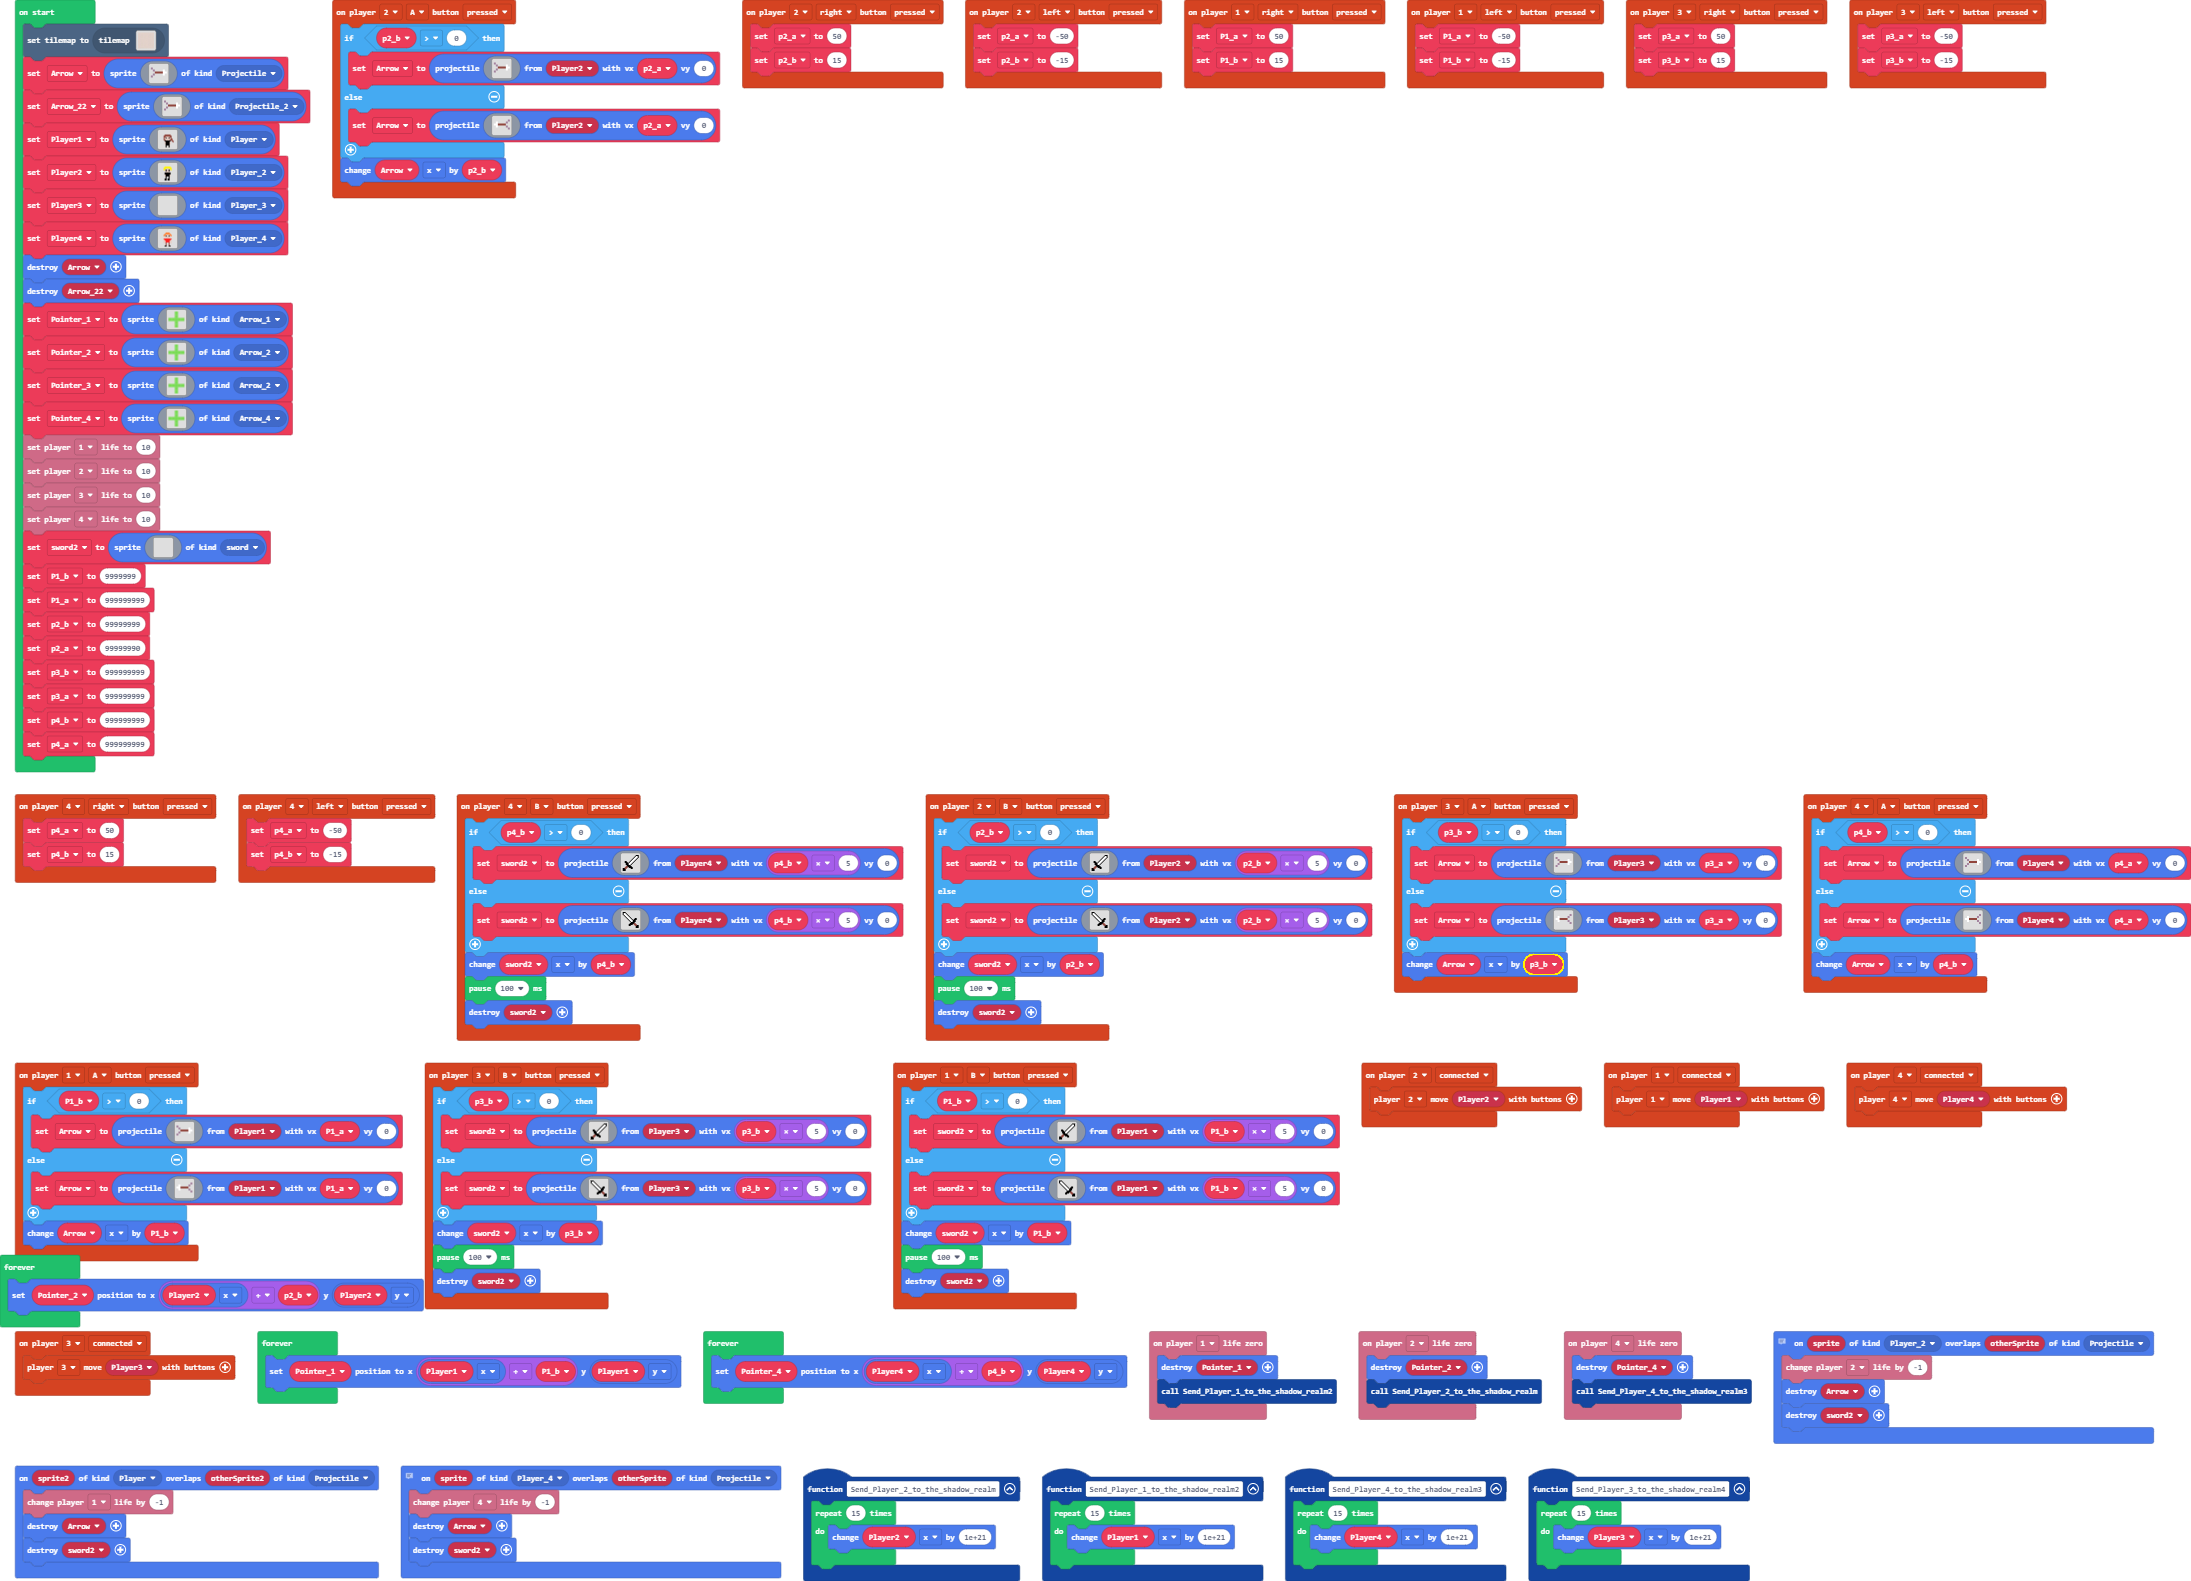 on start
set tilemap to tilemap
set Arrow to sprite of kind Projectile
set Arrow_22 to sprite of kind Projectile_2
set Player1 to sprite of kind Player
set Player2 to sprite of kind Player_2
set Player3 to sprite of kind Player_3
set Player4 to sprite of kind Player_4
destroy Arrow
destroy Arrow_22
set Pointer_1 to sprite of kind Arrow_1
set Pointer_2 to sprite of kind Arrow_2
set Pointer_3 to sprite of kind Arrow_2
set Pointer_4 to sprite of kind Arrow_4
set player 1 life to 10
set player 2 life to 10
set player 3 life to 10
set player 4 life to 10
set sword2 to sprite of kind sword
set P1_b to 9999999
set P1_a to 999999999
set p2_b to 99999999
set p2_a to 99999990
set p3_b to 999999999
set p3_a to 999999999
set p4_b to 999999999
set p4_a to 999999999
on player 2 A button pressed
if p2_b > 0 then
set Arrow to projectile from Player2 with vx p2_a vy 0
else
set Arrow to projectile from Player2 with vx p2_a vy 0
change Arrow x by p2_b
on player 2 right button pressed
set p2_a to 50
set p2_b to 15
on player 2 left button pressed
set p2_a to -50
set p2_b to -15
on player 1 right button pressed
set P1_a to 50
set P1_b to 15
on player 1 left button pressed
set P1_a to -50
set P1_b to -15
on player 3 right button pressed
set p3_a to 50
set p3_b to 15
on player 3 left button pressed
set p3_a to -50
set p3_b to -15
on player 4 right button pressed
set p4_a to 50
set p4_b to 15
on player 4 left button pressed
set p4_a to -50
set p4_b to -15
on player 4 B button pressed
if p4_b > 0 then
set sword2 to projectile from Player4 with vx p4_b × 5 vy 0
else
set sword2 to projectile from Player4 with vx p4_b × 5 vy 0
change sword2 x by p4_b
pause 100 ms
destroy sword2
on player 2 B button pressed
if p2_b > 0 then
set sword2 to projectile from Player2 with vx p2_b × 5 vy 0
else
set sword2 to projectile from Player2 with vx p2_b × 5 vy 0
change sword2 x by p2_b
pause 100 ms
destroy sword2
on player 3 A button pressed
if p3_b > 0 then
set Arrow to projectile from Player3 with vx p3_a vy 0
else
set Arrow to projectile from Player3 with vx p3_a vy 0
change Arrow x by p3_b
on player 4 A button pressed
if p4_b > 0 then
set Arrow to projectile from Player4 with vx p4_a vy 0
else
set Arrow to projectile from Player4 with vx p4_a vy 0
change Arrow x by p4_b
on player 1 A button pressed
if P1_b > 0 then
set Arrow to projectile from Player1 with vx P1_a vy 0
else
set Arrow to projectile from Player1 with vx P1_a vy 0
change Arrow x by P1_b
on player 3 B button pressed
if p3_b > 0 then
set sword2 to projectile from Player3 with vx p3_b × 5 vy 0
else
set sword2 to projectile from Player3 with vx p3_b × 5 vy 0
change sword2 x by p3_b
pause 100 ms
destroy sword2
on player 1 B button pressed
if P1_b > 0 then
set sword2 to projectile from Player1 with vx P1_b × 5 vy 0
else
set sword2 to projectile from Player1 with vx P1_b × 5 vy 0
change sword2 x by P1_b
pause 100 ms
destroy sword2
on player 2 connected
player 2 move Player2 with buttons
on player 1 connected
player 1 move Player1 with buttons
on player 4 connected
player 4 move Player4 with buttons
forever
set Pointer_2 position to x Player2 x + p2_b y Player2 y
on player 3 connected
player 3 move Player3 with buttons
forever
set Pointer_1 position to x Player1 x + P1_b y Player1 y
forever
set Pointer_4 position to x Player4 x + p4_b y Player4 y
on player 1 life zero
destroy Pointer_1
call Send_Player_1_to_the_shadow_realm2
on player 2 life zero
destroy Pointer_2
call Send_Player_2_to_the_shadow_realm
on player 4 life zero
destroy Pointer_4
call Send_Player_4_to_the_shadow_realm3
on sprite of kind Player_2 overlaps otherSprite of kind Projectile
change player 2 life by -1
destroy Arrow
destroy sword2
on sprite2 of kind Player overlaps otherSprite2 of kind Projectile
change player 1 life by -1
destroy Arrow
destroy sword2
on sprite of kind Player_4 overlaps otherSprite of kind Projectile
change player 4 life by -1
destroy Arrow
destroy sword2
function Send_Player_2_to_the_shadow_realm
repeat 15 times
do change Player2 x by 1e+21
function Send_Player_1_to_the_shadow_realm2
repeat 15 times
do change Player1 x by 1e+21
function Send_Player_4_to_the_shadow_realm3
repeat 15 times
do change Player4 x by 1e+21
function Send_Player_3_to_the_shadow_realm4
repeat 15 times
do change Player3 x by 1e+21